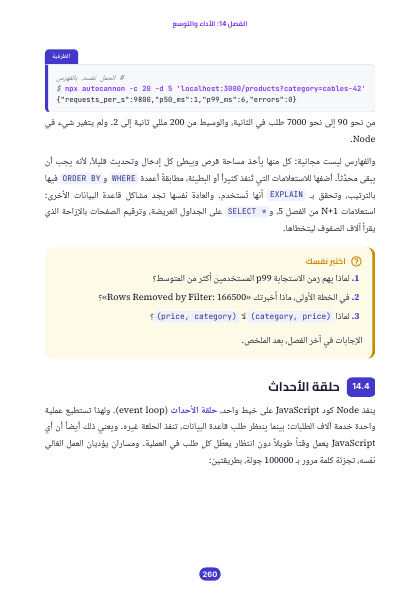 الفصل 14: الأداء والتوسع
الطرفية
# الحمل نفسه، بالفهرس
$ npx autocannon -c 20 -d 5 'localhost:3000/products?category=cables-42'
{"requests_per_s":9800,"p50_ms":1,"p99_ms":6,"errors":0}
من نحو 90 إلى نحو 7000 طلب في الثانية، والوسيط من 200 مللي ثانية إلى 2. ولم يتغير شيء في
Node.
والفهارس ليست مجانية: كل منها يأخذ مساحة قرص ويبطئ كل إدخال وتحديث قليلاً، لأنه يجب أن
يبقى محدثًا. أضفها للاستعلامات التي تُنفذ كثيراً أو البطيئة، مطابقةً أعمدة WHERE و ORDER BY فيها
بالترتيب، وتحقق بـ EXPLAIN أنها تُستخدم. والعادة نفسها تجد مشاكل قاعدة البيانات الأخرى:
استعلامات N+1 من الفصل 5، و SELECT * على الجداول العريضة، وترقيم الصفحات بالإزاحة الذي
يقرأ آلاف الصفوف ليتخطاها.
اختبر نفسك
1. لماذا يهم زمن الاستجابة p99 المستخدمين أكثر من المتوسط؟
2. في الخطة الأولى، ماذا أخبرتك «Rows Removed by Filter: 166500»؟
3. لماذا (category, price) لا (price, category) ؟
الإجابات في آخر الفصل، بعد الملخص.
14.4 حلقة الأحداث
ينفذ Node كود JavaScript على خيط واحد، حلقة الأحداث (event loop). ولهذا تستطيع عملية
واحدة خدمة آلاف الطلبات: بينما ينتظر طلب قاعدة البيانات، تنفذ الحلقة غيره. ويعني ذلك أيضاً أن أي
JavaScript يعمل وقتاً طويلاً دون انتظار يعطّل كل طلب في العملية. ومساران يؤديان العمل الغالي
نفسه، تجزئة كلمة مرور بـ 100000 جولة، بطريقتين:
260